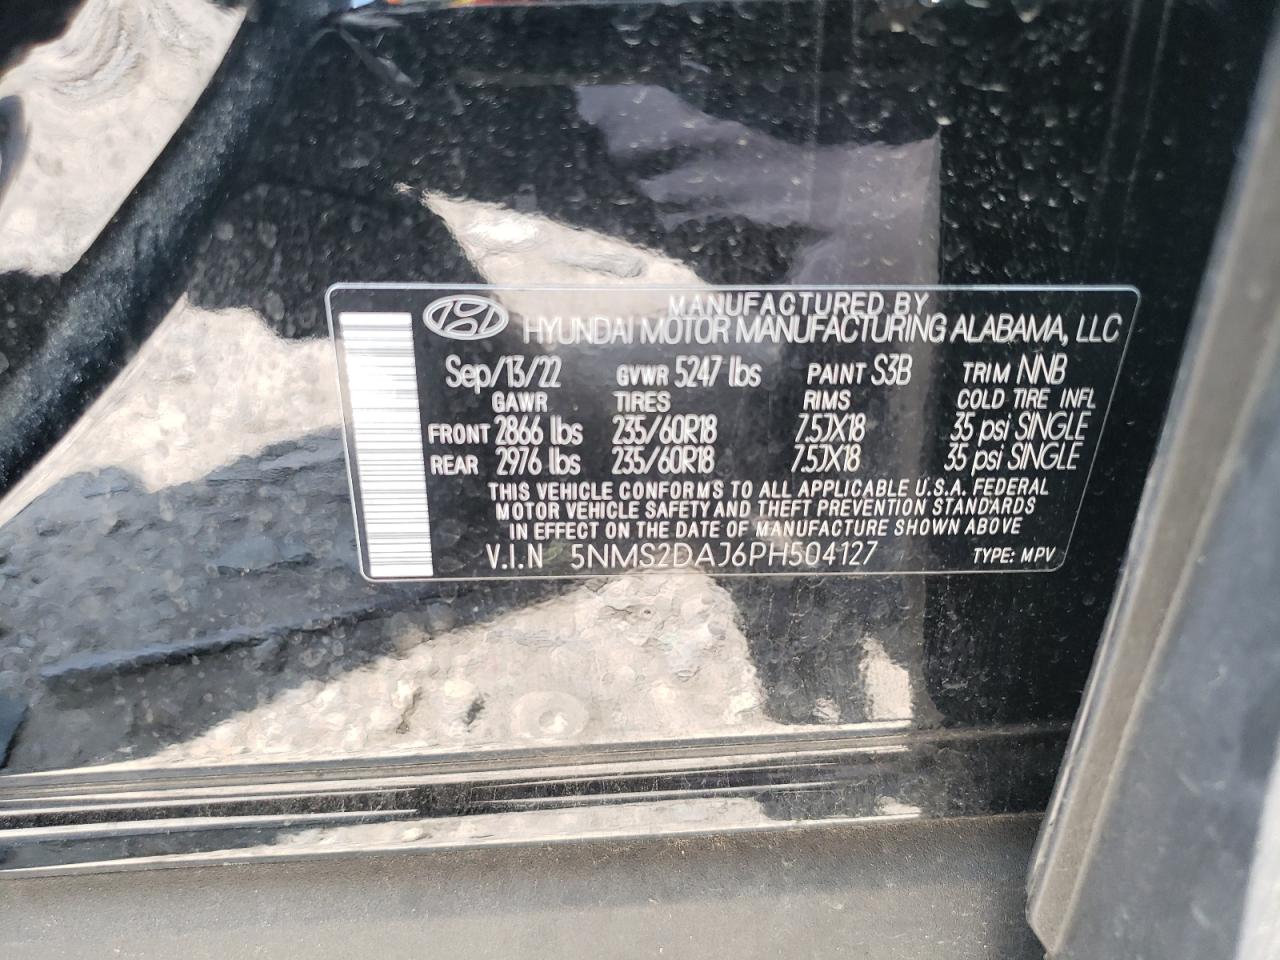 MANUFACTURED BY
HYUNDAI MOTOR MANUFACTURING ALABAMA, LLC
Sep/13/22 GVWR 5247 lbs PAINT S3B TRIM NNB
GAWR TIRES RIMS COLD TIRE INFL
FRONT 2866 lbs 235/60R18 7.5JX18 35 psi SINGLE
REAR 2976 lbs 235/60R18 7.5JX18 35 psi SINGLE
THIS VEHICLE CONFORMS TO ALL APPLICABLE U.S.A. FEDERAL
MOTOR VEHICLE SAFETY AND THEFT PREVENTION STANDARDS
IN EFFECT ON THE DATE OF MANUFACTURE SHOWN ABOVE
V.I.N 5NMS2DAJ6PH504127 TYPE: MPV